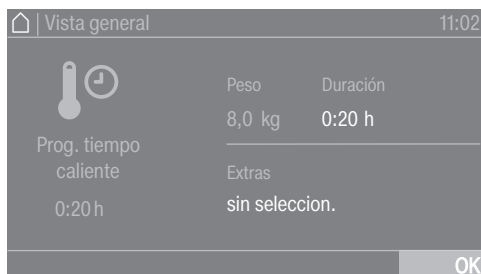 | Vista general 11:02
Prog. tiempo
caliente
0:20 h
Peso Duración
8,0 kg 0:20 h
Extras
sin seleccion.
OK